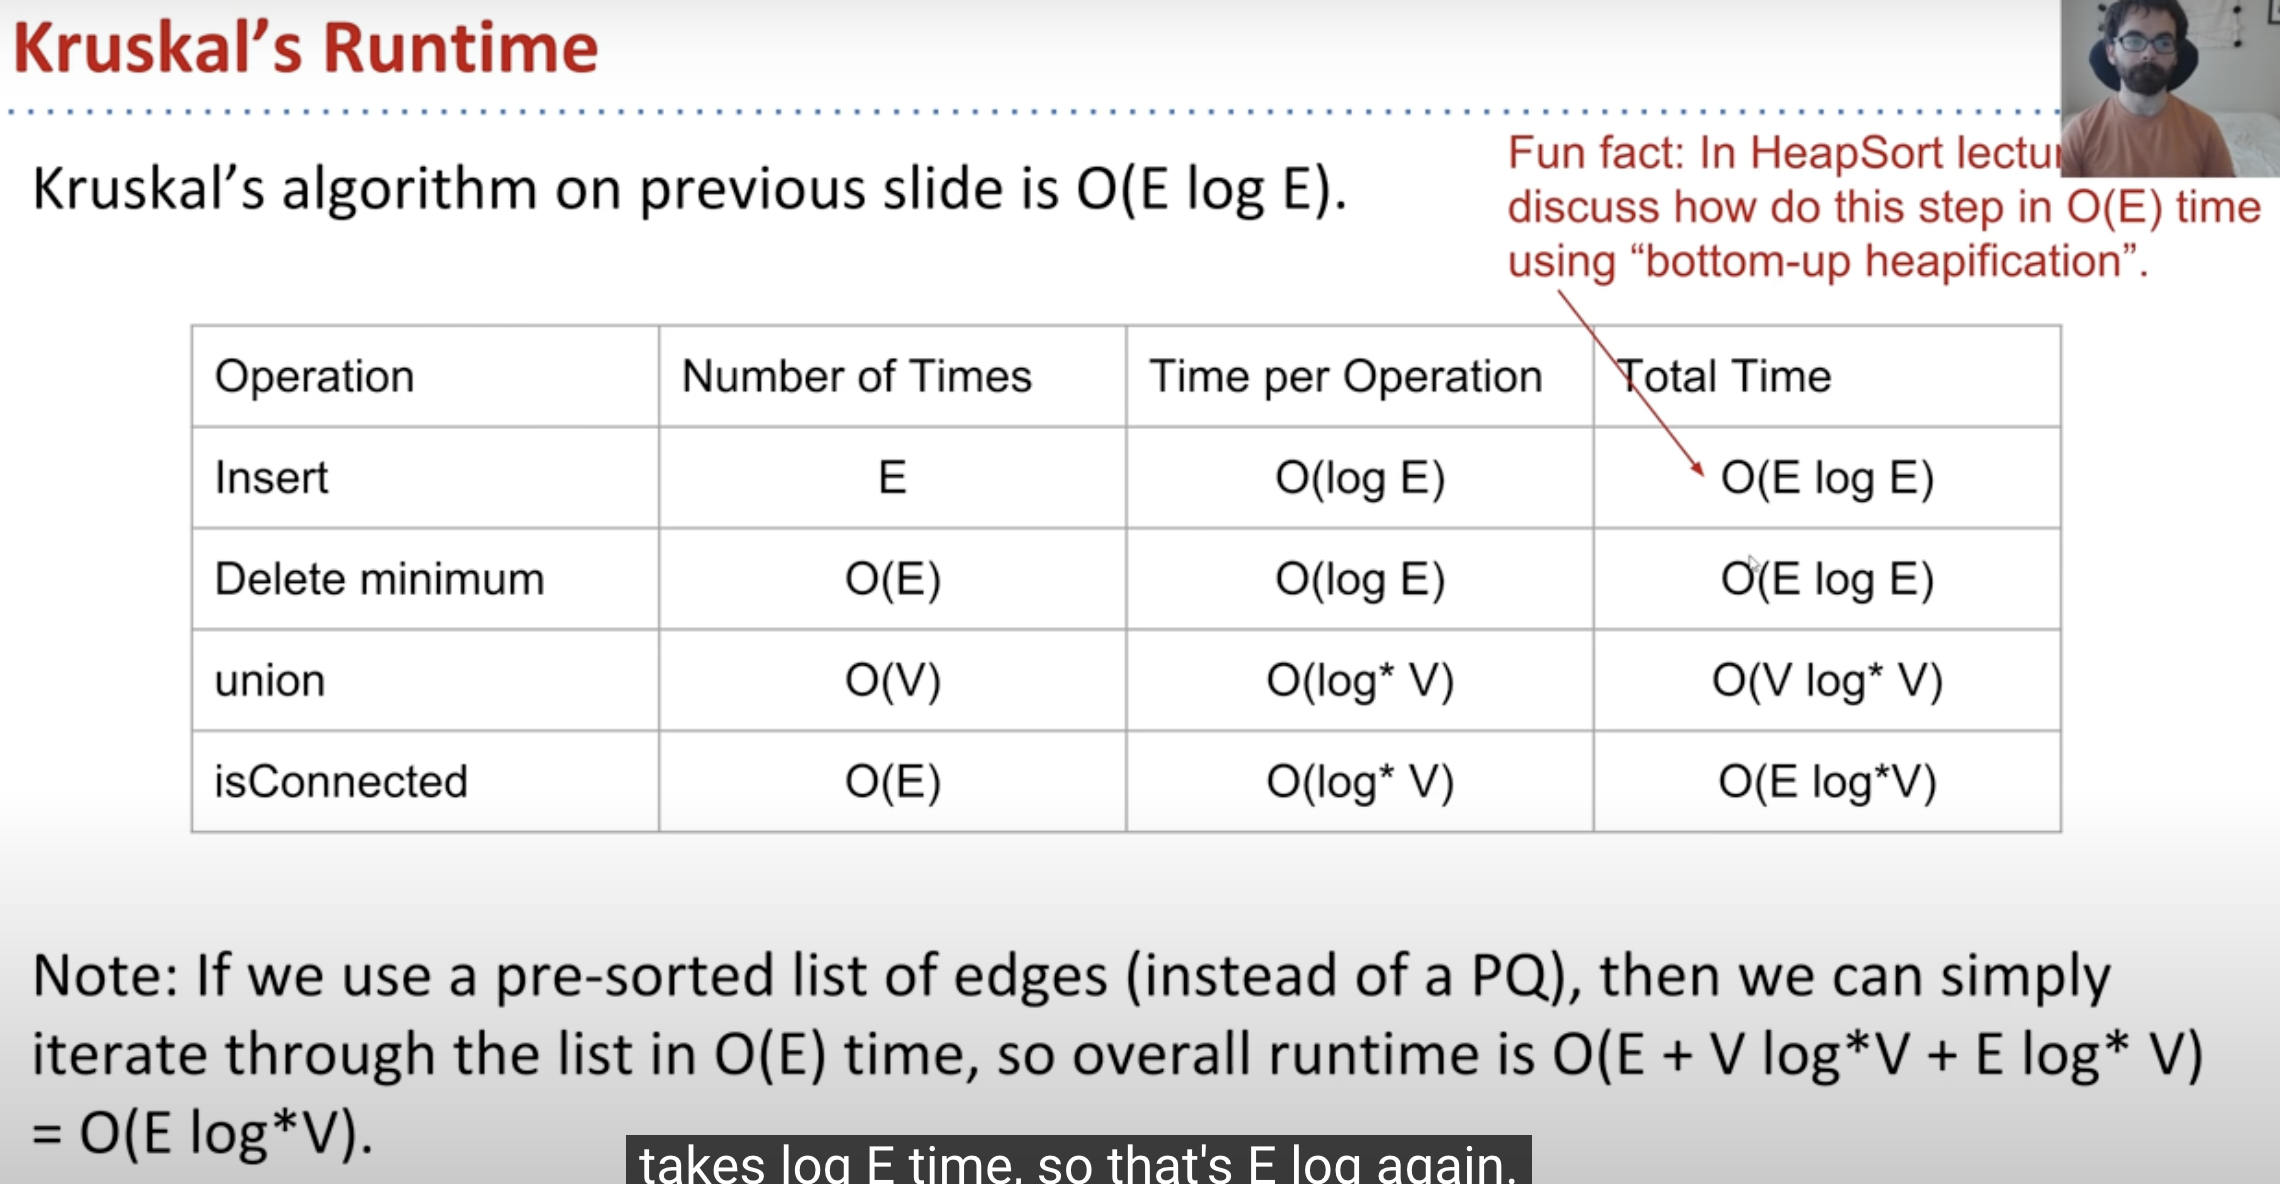 Kruskal’s Runtime
Kruskal’s algorithm on previous slide is O(E log E).
Fun fact: In HeapSort
discuss how do this step in O(E) time
using “bottom-up heapification”.
Operation Number of Times Time per Operation Total Time
Insert E O(log E) O(E log E)
Delete minimum O(E) O(log E) O(E log E)
union O(V) O(log* V) O(V log* V)
isConnected O(E) O(log* V) O(E log*V)
Note: If we use a pre-sorted list of edges (instead of a PQ), then we can simply
iterate through the list in O(E) time, so overall runtime is O(E + V log*V + E log* V)
= O(E log*V).
takes log E time, so that's E log again.